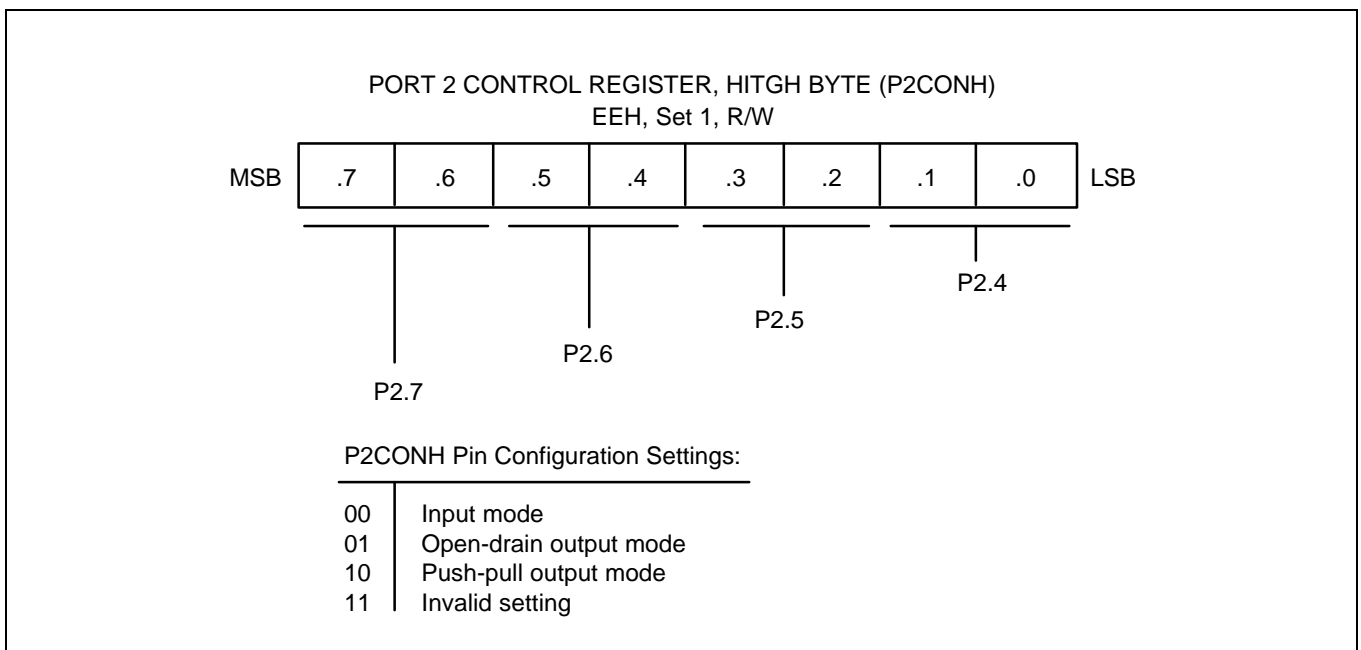 PORT 2 CONTROL REGISTER, HITGH BYTE (P2CONH)
EEH, Set 1, R/W
MSB .7 .6 .5 .4 .3 .2 .1 .0 LSB
P2.4
P2.5
P2.6
P2.7
P2CONH Pin Configuration Settings:
00 Input mode
01 Open-drain output mode
10 Push-pull output mode
11 Invalid setting